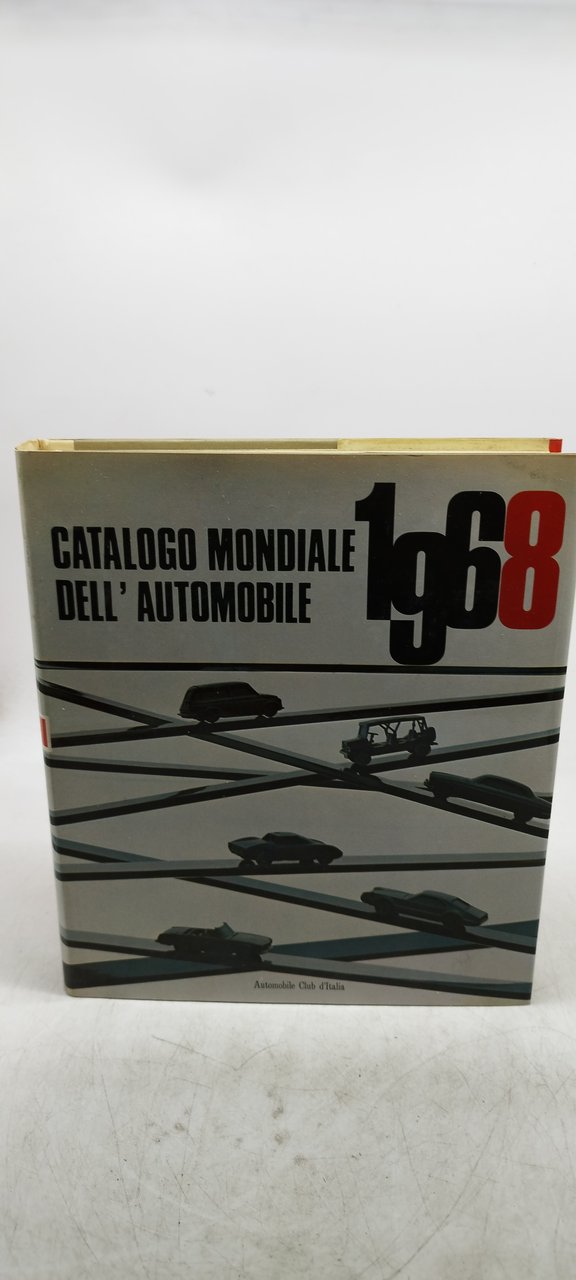 CATALOGO MONDIALE 1968
DELL' AUTOMOBILE
Automobile Club d'Italia